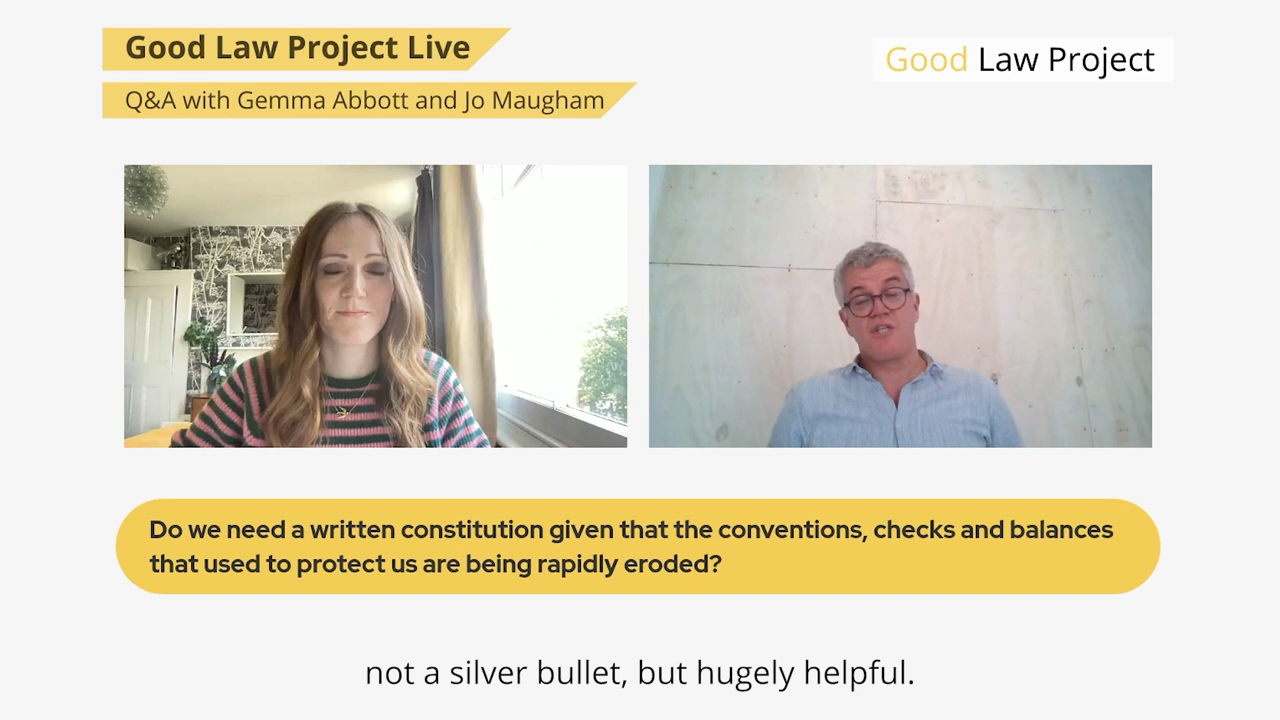 Good Law Project Live
Good Law Project
Q&A with Gemma Abbott and Jo Maugham
Do we need a written constitution given that the conventions, checks and balances
that used to protect us are being rapidly eroded?
not a silver bullet, but hugely helpful.